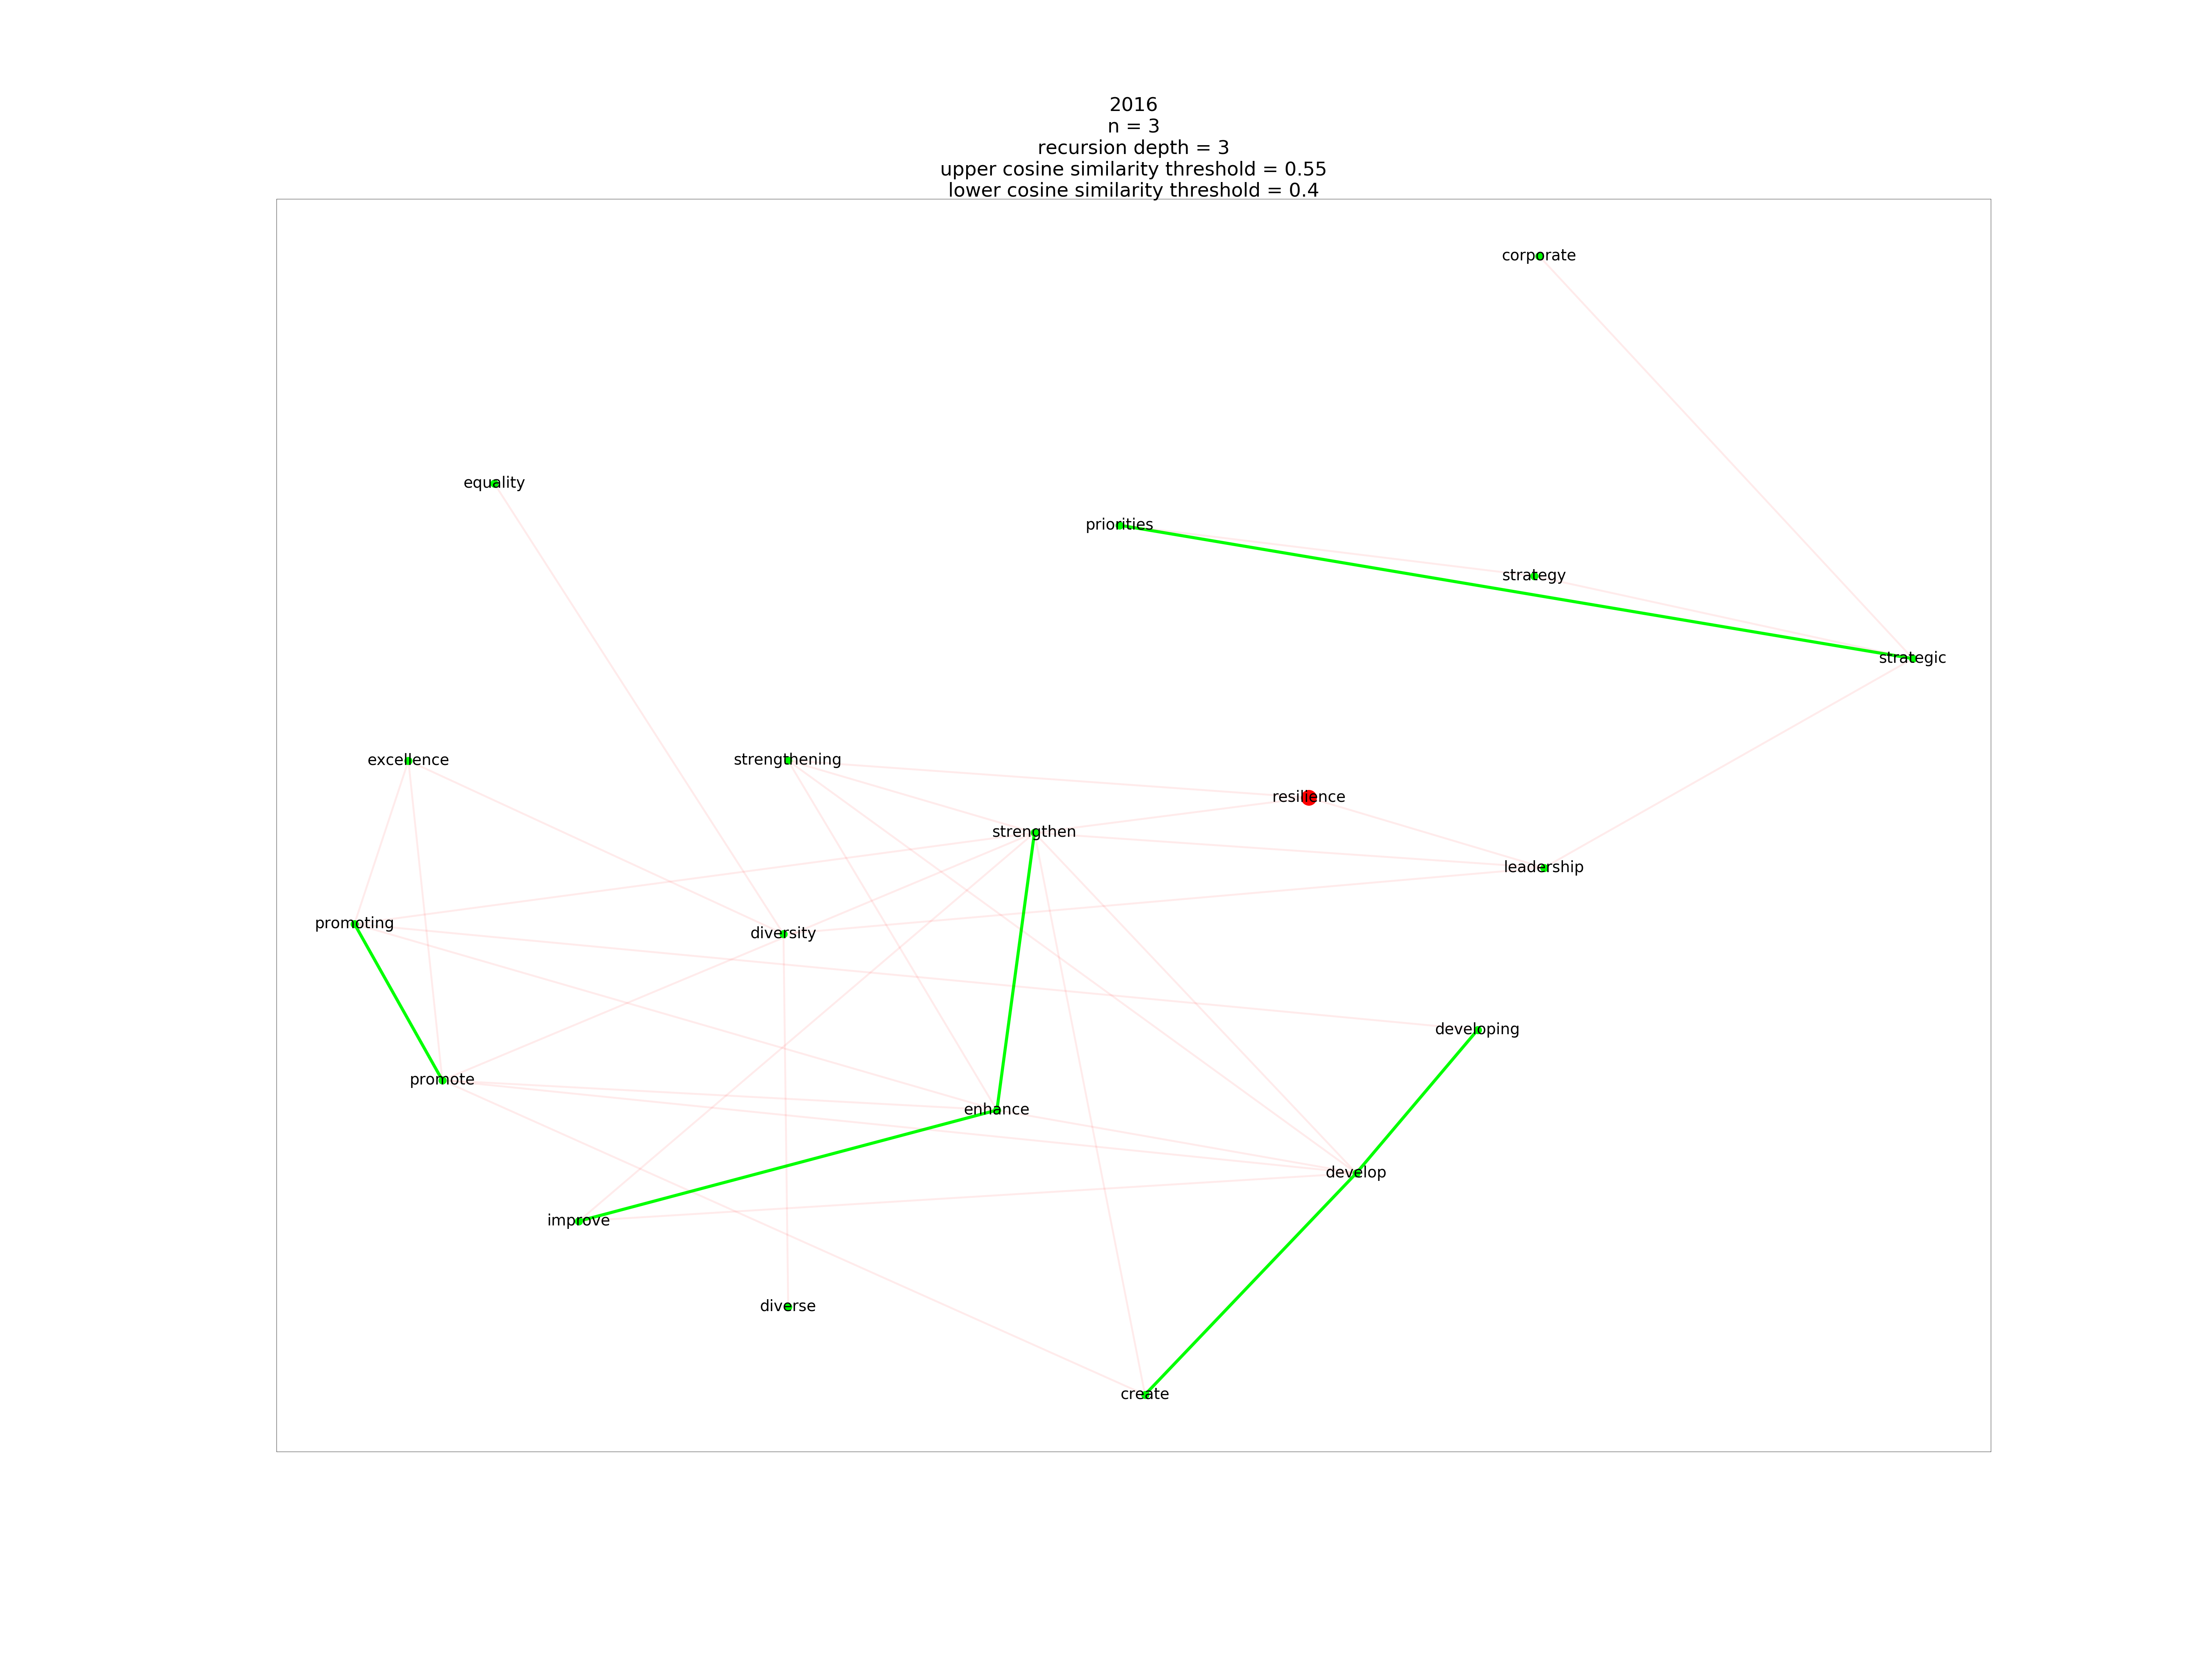 2016
n = 3
recursion depth = 3
upper cosine similarity threshold = 0.55
lower cosine similarity threshold = 0.4
corporate
equality
priorities
strategy
strategic
excellence
strengthening
resilience
strengthen
leadership
promoting
diversity
developing
promote
enhance
develop
improve
diverse
create